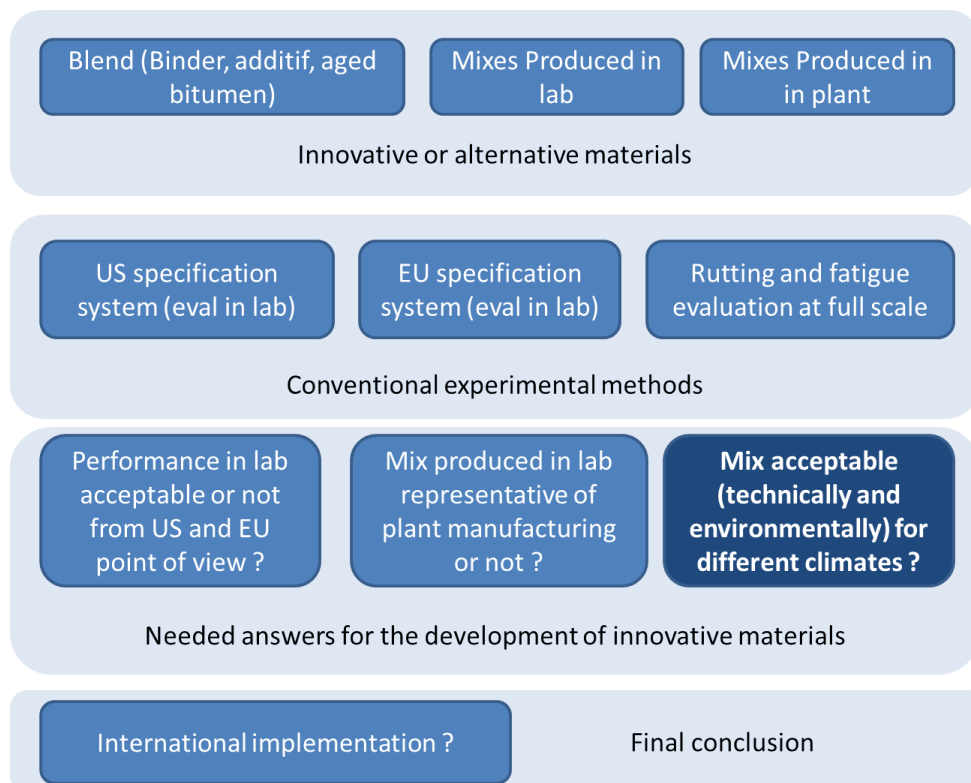 Blend (Binder, additif, aged
bitumen)
Mixes Produced in
lab
Mixes Produced in
in plant
Innovative or alternative materials
US specification
system (eval in lab)
EU specification
system (eval in lab)
Rutting and fatigue
evaluation at full scale
Conventional experimental methods
Performance in lab
acceptable or not
from US and EU
point of view ?
Mix produced in lab
representative of
plant manufacturing
or not ?
Mix acceptable
(technically and
environmentally) for
different climates ?
Needed answers for the development of innovative materials
International implementation ?
Final conclusion